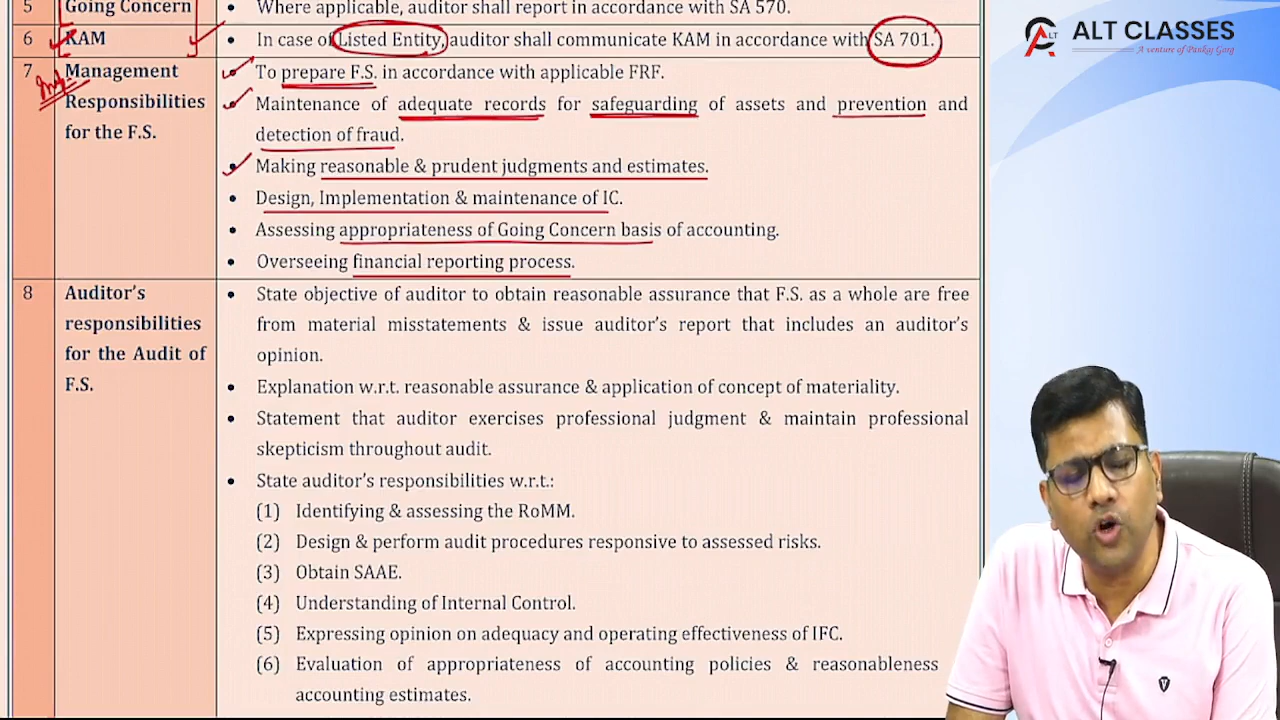 5 Going Concern • Where applicable, auditor shall report in accordance with SA 570.
6 KAM • In case of Listed Entity, auditor shall communicate KAM in accordance with SA 701.
7 Management • To prepare F.S. in accordance with applicable FRF.
Responsibilities • Maintenance of adequate records for safeguarding of assets and prevention and
for the F.S. detection of fraud.
• Making reasonable & prudent judgments and estimates.
• Design, Implementation & maintenance of IC.
• Assessing appropriateness of Going Concern basis of accounting.
• Overseeing financial reporting process.
8 Auditor's • State objective of auditor to obtain reasonable assurance that F.S. as a whole are free
responsibilities from material misstatements & issue auditor's report that includes an auditor's
for the Audit of opinion.
F.S. • Explanation w.r.t. reasonable assurance & application of concept of materiality.
• Statement that auditor exercises professional judgment & maintain professional
skepticism throughout audit.
• State auditor's responsibilities w.r.t.:
(1) Identifying & assessing the RoMM.
(2) Design & perform audit procedures responsive to assessed risks.
(3) Obtain SAAE.
(4) Understanding of Internal Control.
(5) Expressing opinion on adequacy and operating effectiveness of IFC.
(6) Evaluation of appropriateness of accounting policies & reasonableness
accounting estimates.
ALT
ALT CLASSES
A venture of Pankaj Garg
V